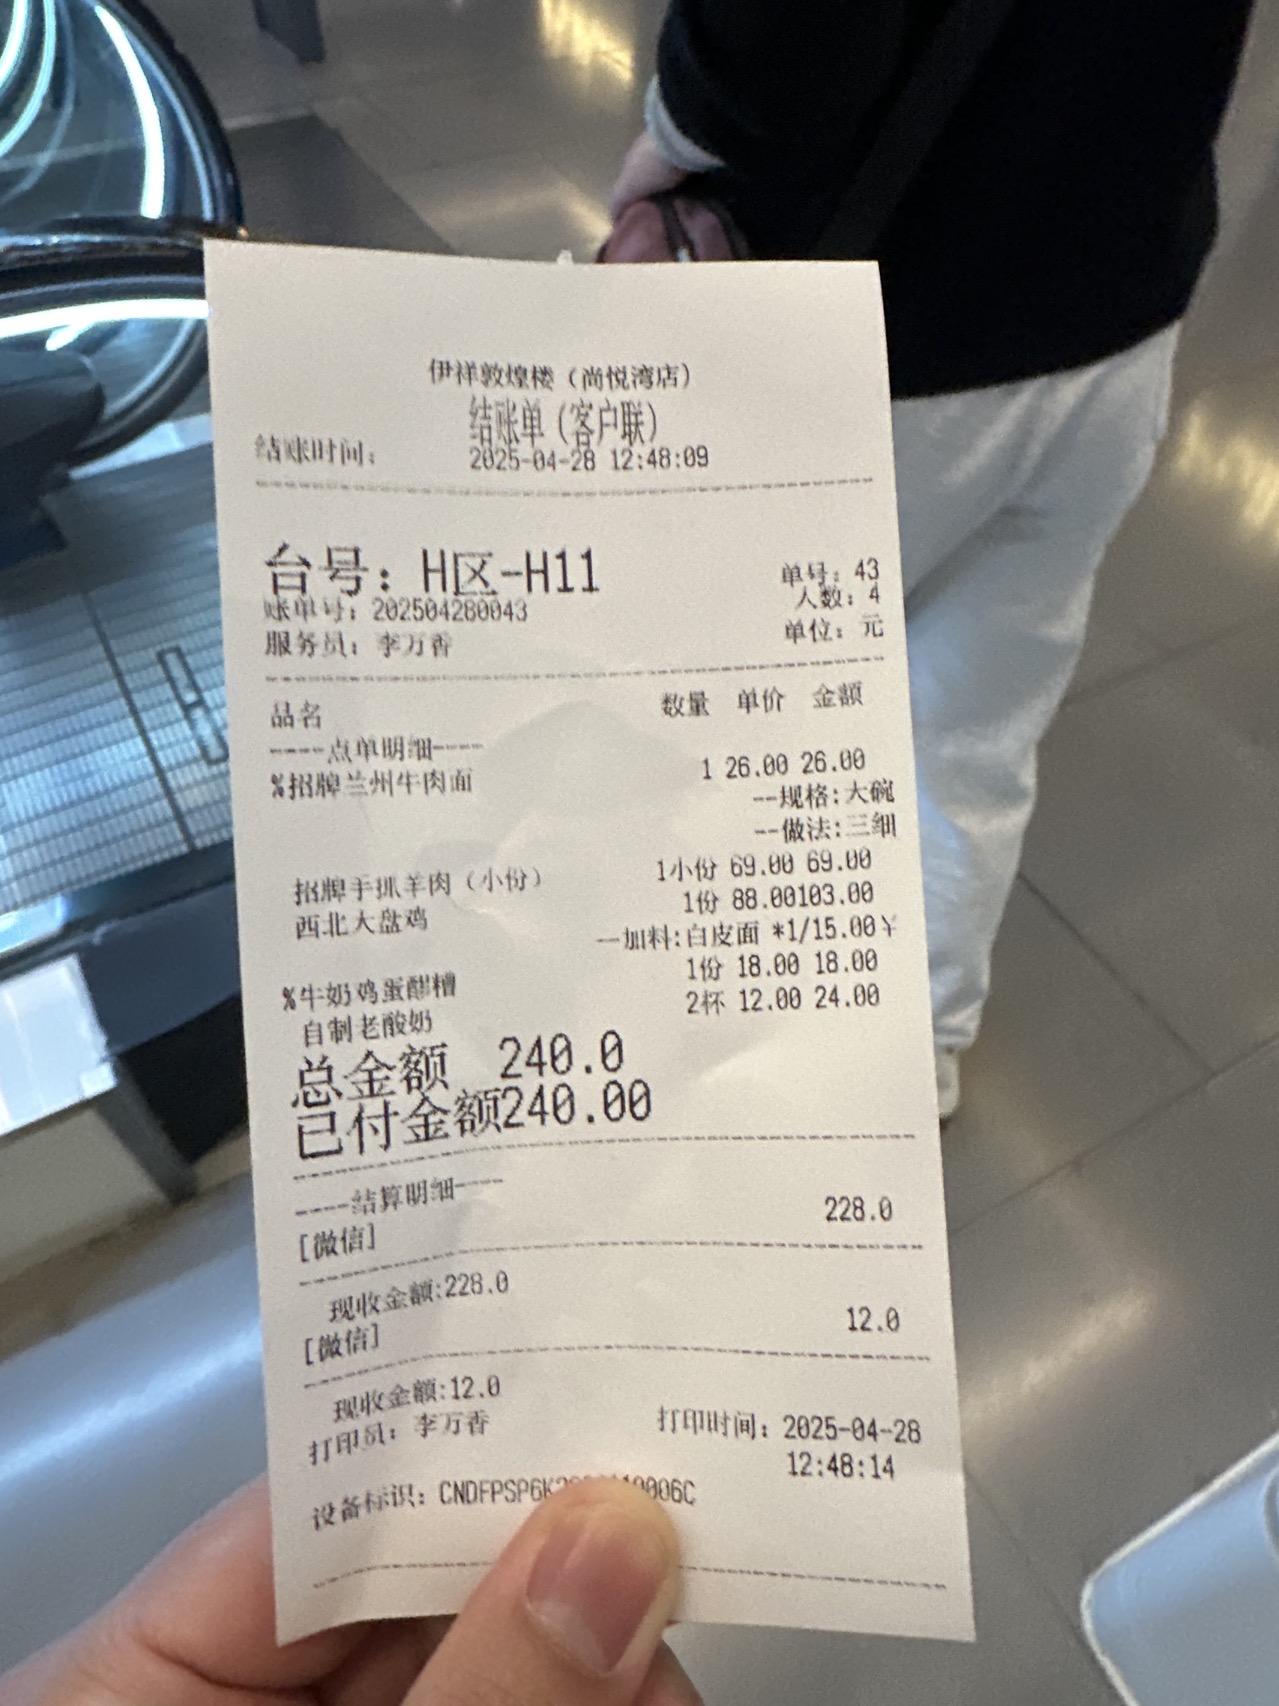 伊祥敦煌楼（尚悦湾店）
结账单（客户联）
结账时间： 2025-04-28 12:48:09
台号：H区-H11
单号：43
账单号：202504280043 人数：4
服务员：李万香 单位：元
品名 数量 单价 金额
----点单明细----
%招牌兰州牛肉面 1 26.00 26.00
--规格:大碗
--做法:三细
招牌手抓羊肉（小份） 1小份 69.00 69.00
西北大盘鸡 1份 88.00103.00
—加料:白皮面 *1/15.00¥
%牛奶鸡蛋醪糟 1份 18.00 18.00
自制老酸奶 2杯 12.00 24.00
总金额 240.0
已付金额240.00
----结算明细----
[微信] 228.0
现收金额:228.0
[微信] 12.0
现收金额:12.0
打印员：李万香 打印时间：2025-04-28
12:48:14
设备标识：